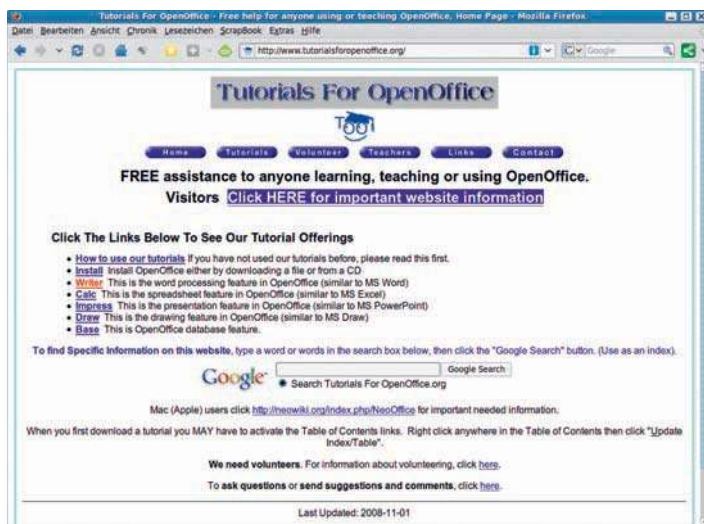 Tutorials For OpenOffice - Free help for anyone using or teaching OpenOffice, Home Page - Mozilla Firefox
Datei Bearbeiten Ansicht Chronik Lesezeichen ScrapBook Extras Hilfe
http://www.tutorialsforopenoffice.org/ Google
Tutorials For OpenOffice
Home Tutorials Volunteer Teachers Links Contact
FREE assistance to anyone learning, teaching or using OpenOffice.
Visitors Click HERE for important website information
Click The Links Below To See Our Tutorial Offerings
• How to use our tutorials If you have not used our tutorials before, please read this first.
• Install Install OpenOffice either by downloading a file or from a CD
• Writer This is the word processing feature in OpenOffice (similar to MS Word)
• Calc This is the spreadsheet feature in OpenOffice (similar to MS Excel)
• Impress This is the presentation feature in OpenOffice (similar to MS PowerPoint)
• Draw This is the drawing feature in OpenOffice (similar to MS Draw)
• Base This is OpenOffice database feature.
To find Specific Information on this website, type a word or words in the search box below, then click the "Google Search" button. (Use as an index).
Google Google Search
Search Tutorials For OpenOffice.org
Mac (Apple) users click http://neowiki.org/index.php/NeoOffice for important needed information.
When you first download a tutorial you MAY have to activate the Table of Contents links. Right click anywhere in the Table of Contents then click "Update
Index/Table".
We need volunteers. For information about volunteering, click here.
To ask questions or send suggestions and comments, click here.
Last Updated: 2008-11-01